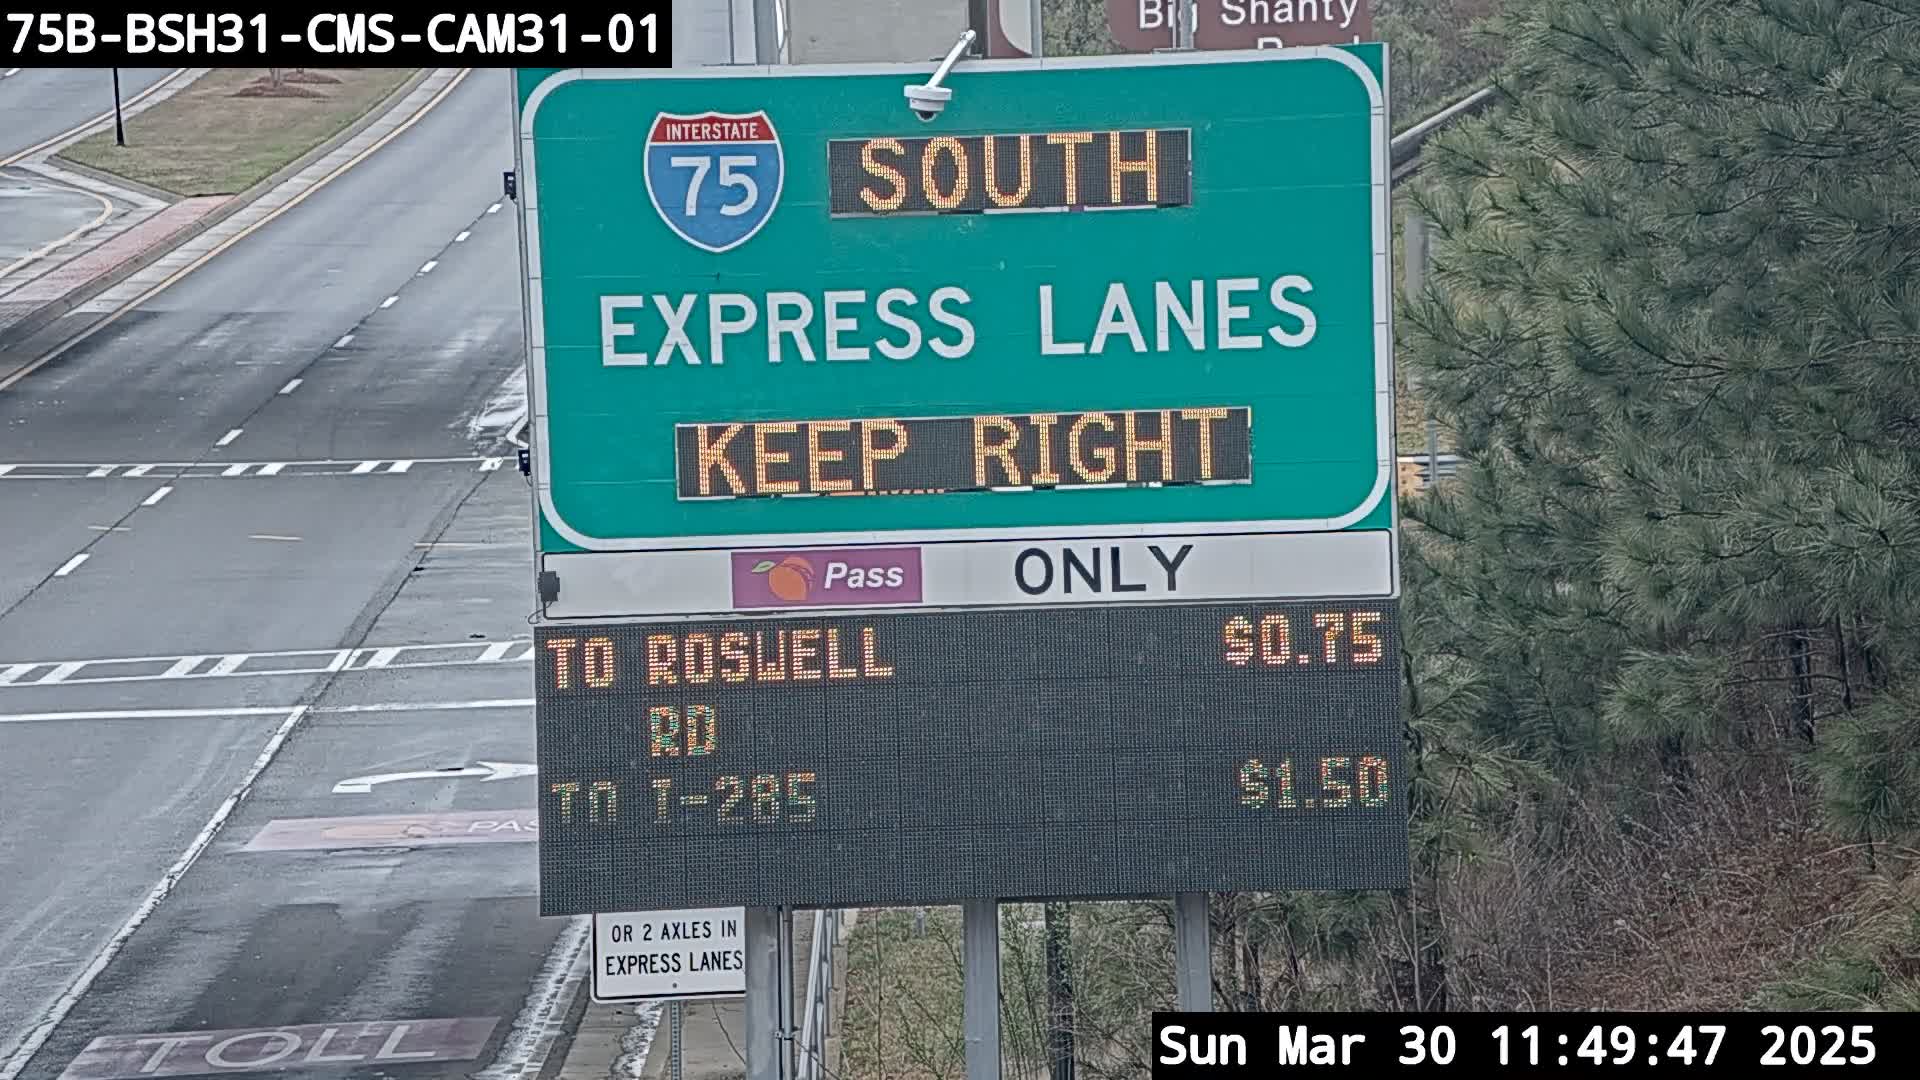 75B-BSH31-CMS-CAM31-01
Big Shanty
Road
INTERSTATE
75
SOUTH
EXPRESS LANES
KEEP RIGHT
Pass
ONLY
TO ROSWELL $0.75
RD
TO I-285 $1.50
OR 2 AXLES IN
EXPRESS LANES
TOLL
Sun Mar 30 11:49:47 2025